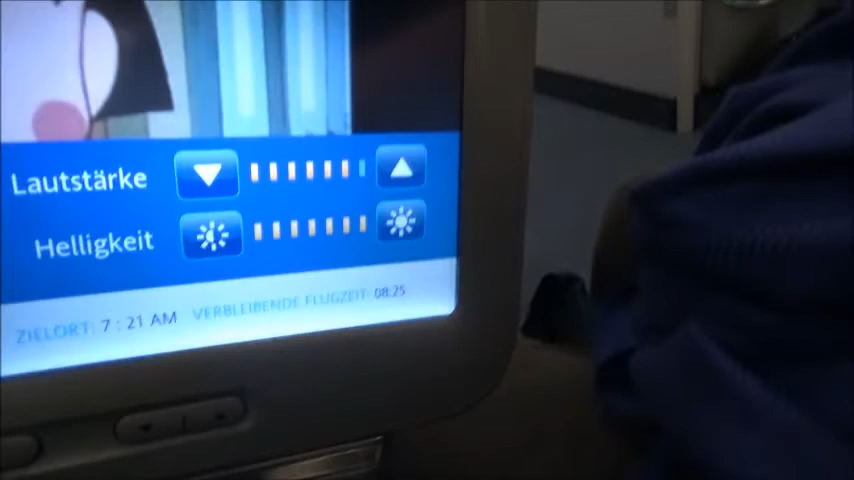 Lautstärke
Helligkeit
ZIELORT: 7 : 21 AM VERBLEIBENDE FLUGZEIT: 08:25